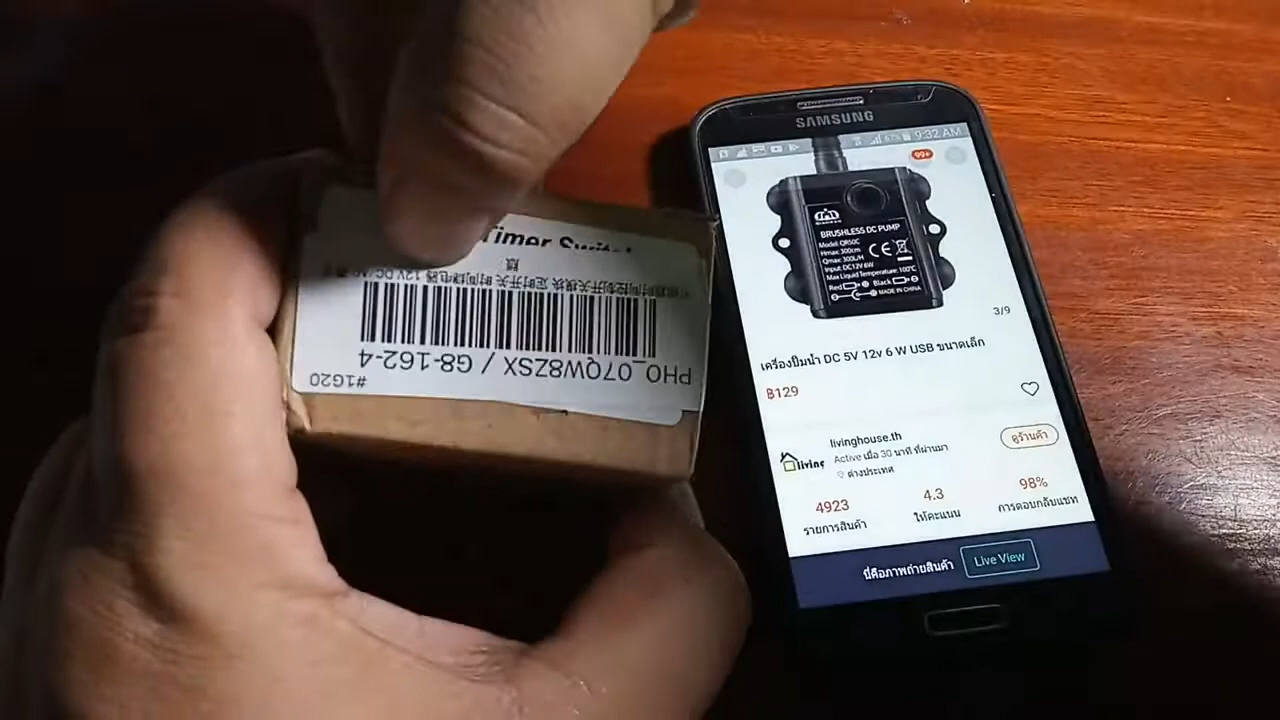 Timer
PH0_07QW8ZSX / G8-162-4
#1G20
SAMSUNG
9:32 AM
99+
BRUSHLESS DC PUMP
Model: QR50C
Hmax: 300cm
Qmax: 300L/H
Input: DC12V 6W
Max Liquid Temperature: 100℃
Red Black
MADE IN CHINA
CE
3/9
เครื่องปั๊มน้ำ DC 5V 12v 6 W USB ขนาดเล็ก
฿129
living
livinghouse.th
Active เมื่อ 30 นาที ที่ผ่านมา
ต่างประเทศ
ดูร้านค้า
4923
รายการสินค้า
4.3
ให้คะแนน
98%
การตอบกลับแชท
นี่คือภาพถ่ายสินค้า
Live View